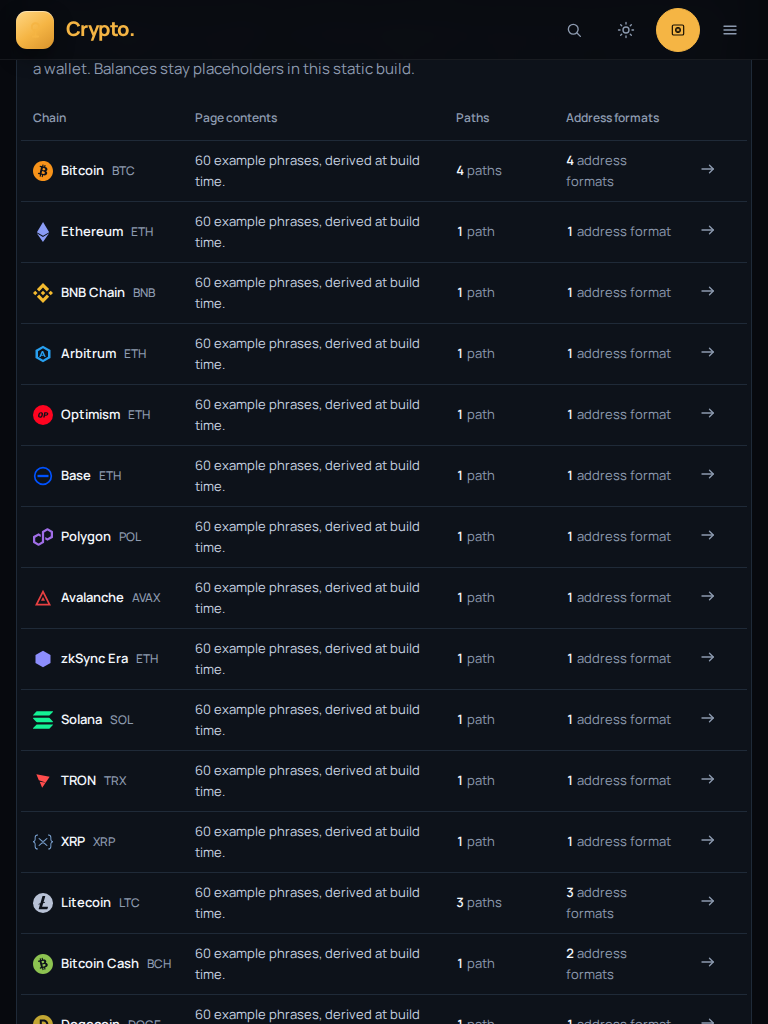 Crypto.
a wallet. Balances stay placeholders in this static build.
Chain Page contents Paths Address formats
Bitcoin BTC 60 example phrases, derived at build time. 4 paths 4 address formats
Ethereum ETH 60 example phrases, derived at build time. 1 path 1 address format
BNB Chain BNB 60 example phrases, derived at build time. 1 path 1 address format
Arbitrum ETH 60 example phrases, derived at build time. 1 path 1 address format
Optimism ETH 60 example phrases, derived at build time. 1 path 1 address format
Base ETH 60 example phrases, derived at build time. 1 path 1 address format
Polygon POL 60 example phrases, derived at build time. 1 path 1 address format
Avalanche AVAX 60 example phrases, derived at build time. 1 path 1 address format
zkSync Era ETH 60 example phrases, derived at build time. 1 path 1 address format
Solana SOL 60 example phrases, derived at build time. 1 path 1 address format
TRON TRX 60 example phrases, derived at build time. 1 path 1 address format
XRP XRP 60 example phrases, derived at build time. 1 path 1 address format
Litecoin LTC 60 example phrases, derived at build time. 3 paths 3 address formats
Bitcoin Cash BCH 60 example phrases, derived at build time. 1 path 2 address formats
Dogecoin DOGE 60 example phrases, derived at build 1 path 1 address format